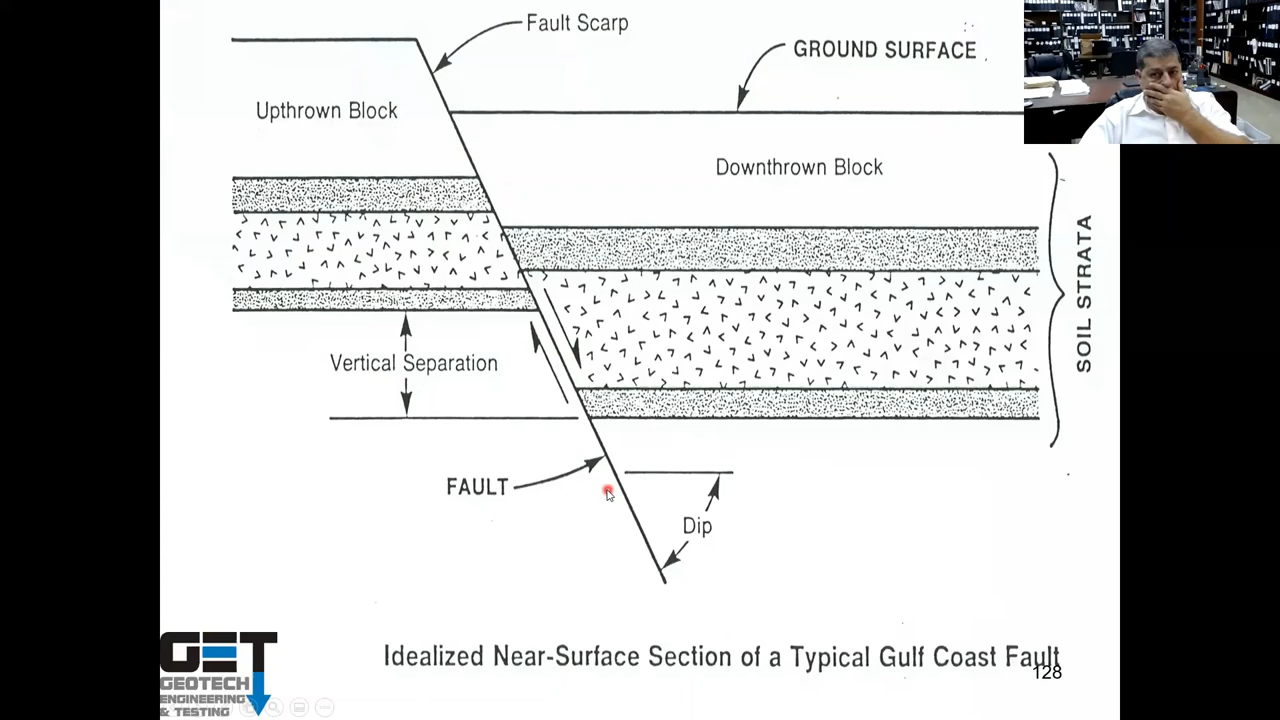 Fault Scarp
GROUND SURFACE
Upthrown Block
Downthrown Block
SOIL STRATA
Vertical Separation
FAULT
Dip
GET
GEOTECH
ENGINEERING
& TESTING
Idealized Near-Surface Section of a Typical Gulf Coast Fault
128